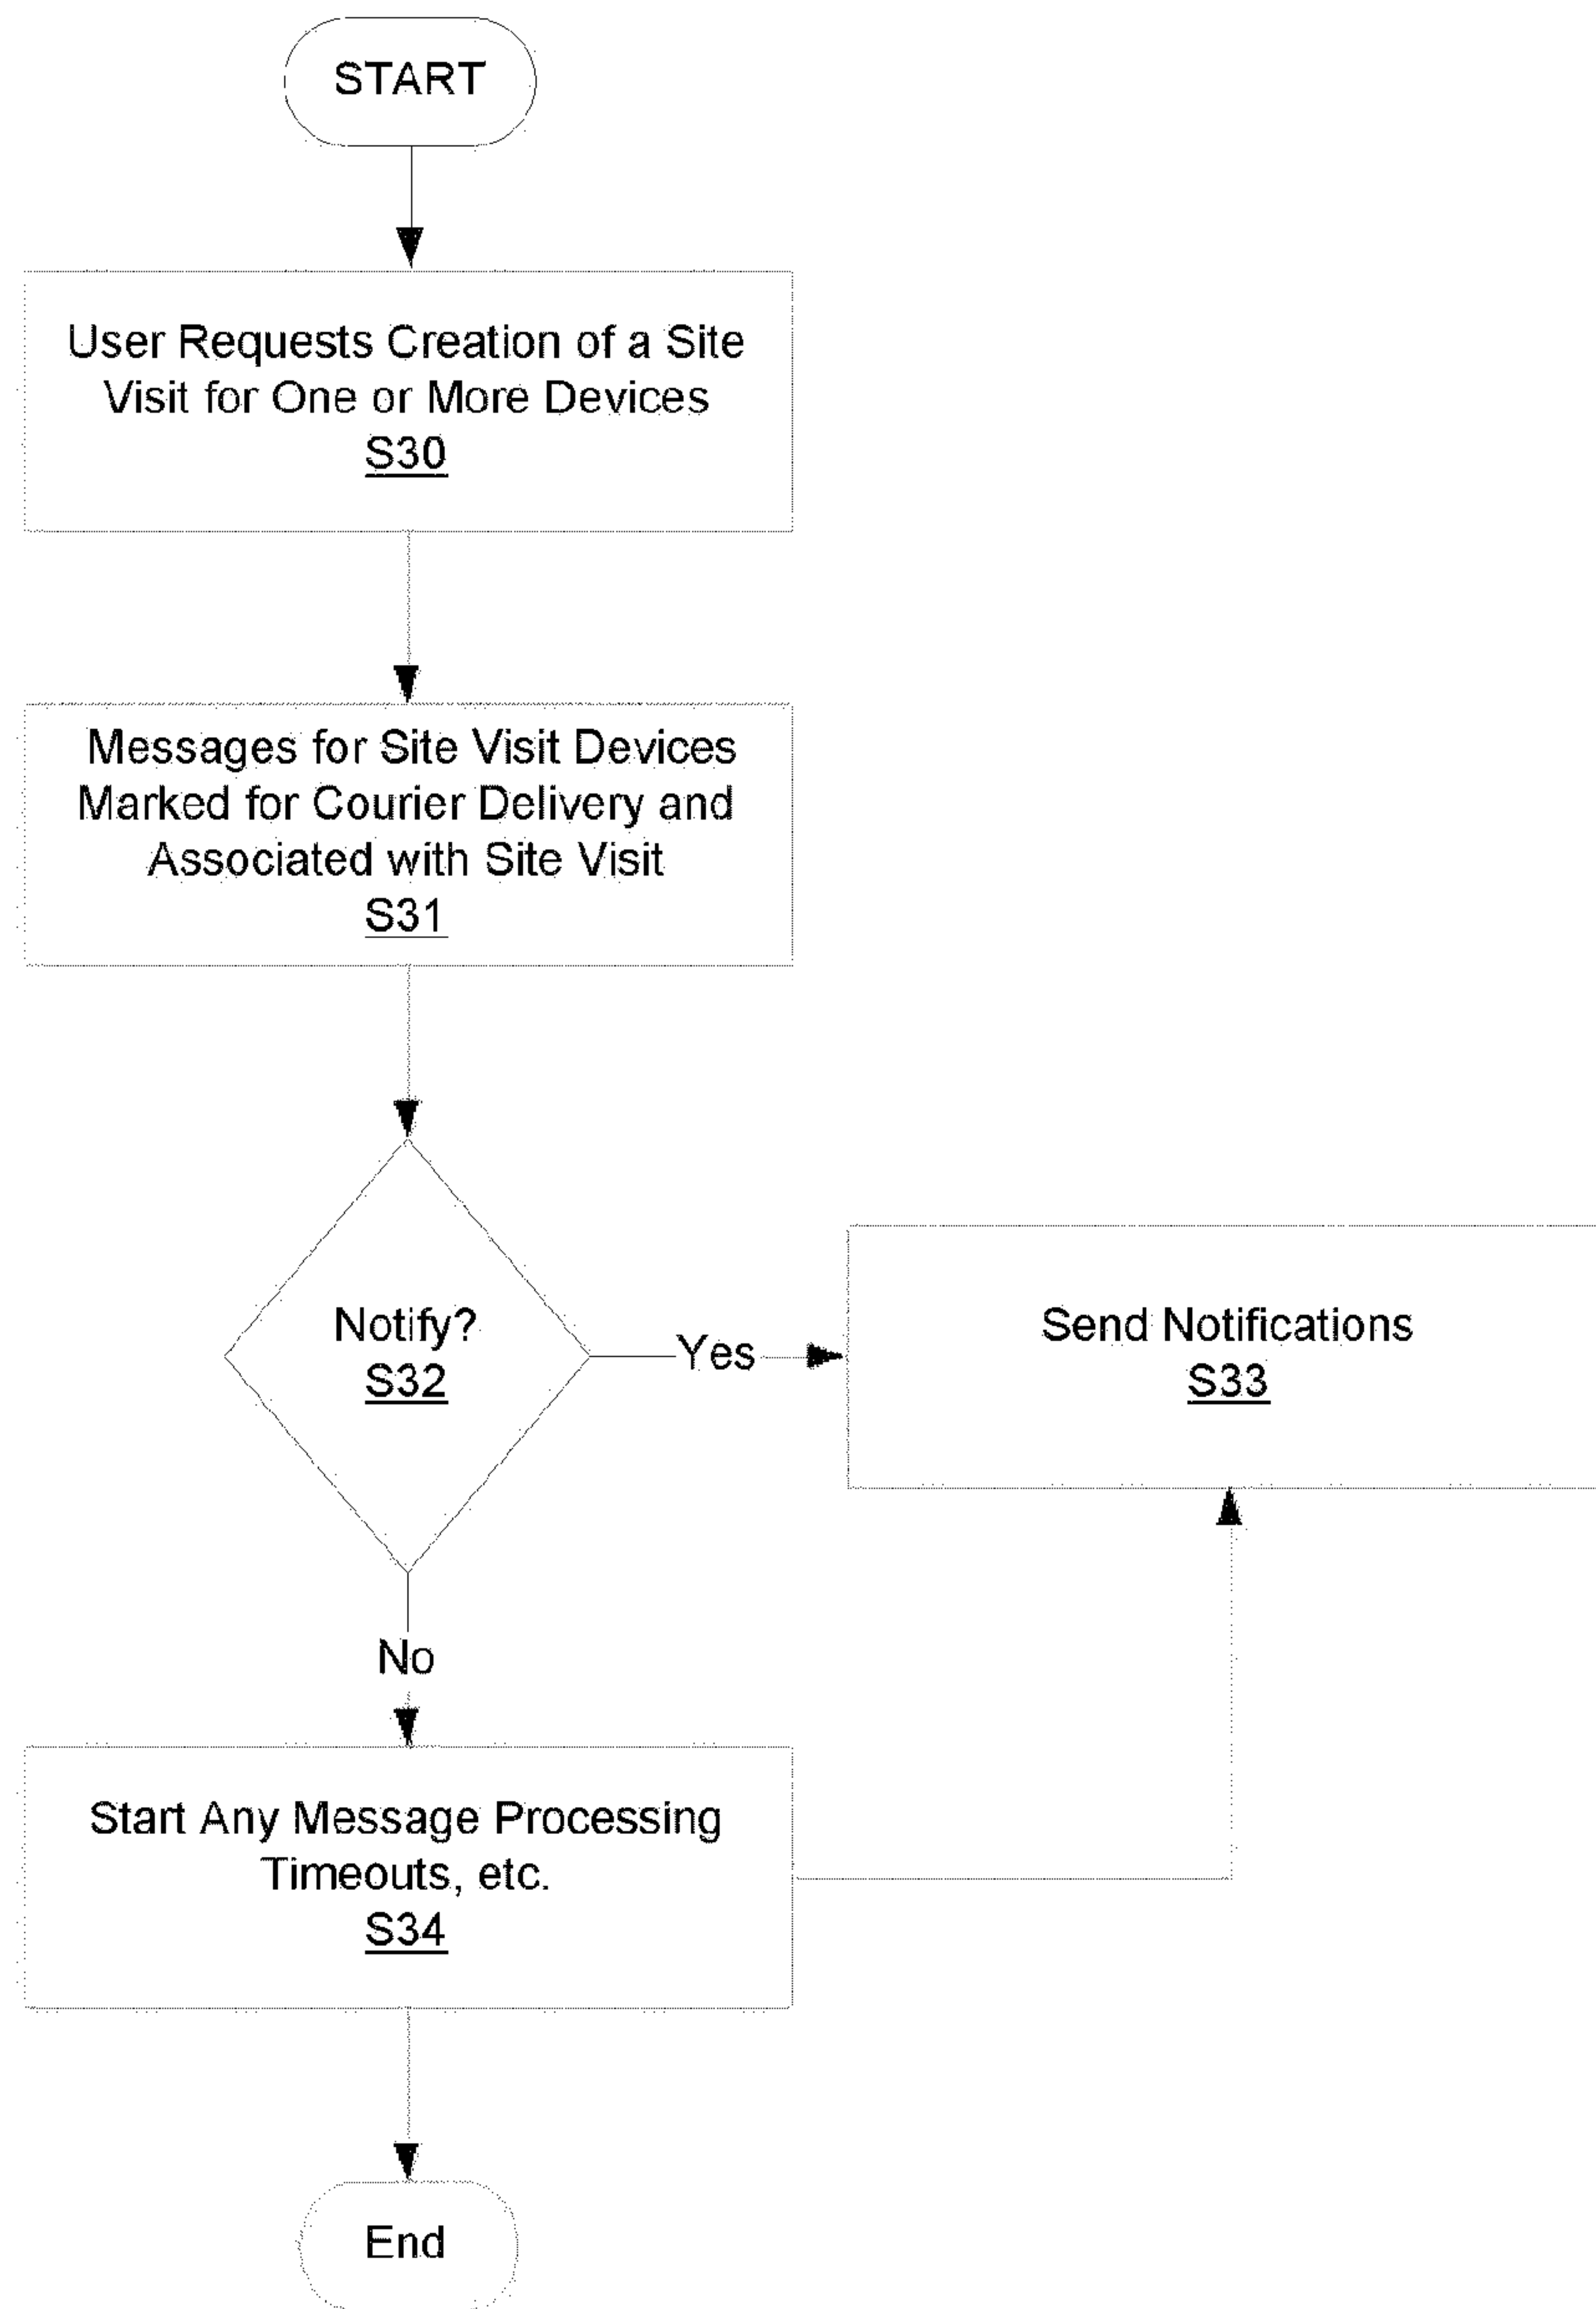 START
User Requests Creation of a Site
Visit for One or More Devices
S30
Messages for Site Visit Devices
Marked for Courier Delivery and
Associated with Site Visit
S31
Notify?
S32
Yes
Send Notifications
S33
No
Start Any Message Processing
Timeouts, etc.
S34
End